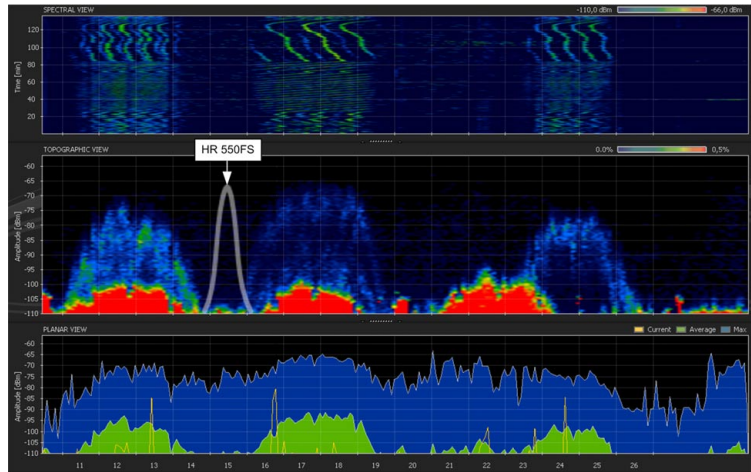 SPECTRAL VIEW
-110,0 dBm
-66,0 dBm
Time [min]
120
100
80
60
40
20
HR 550FS
TOPOGRAPHIC VIEW
0.0%
0,5%
Amplitude [dBm]
-60
-65
-70
-75
-80
-85
-90
-95
-100
-105
-110
PLANAR VIEW
Current
Average
Max
Amplitude [dBm]
-60
-65
-70
-75
-80
-85
-90
-95
-100
-105
-110
11 12 13 14 15 16 17 18 19 20 21 22 23 24 25 26